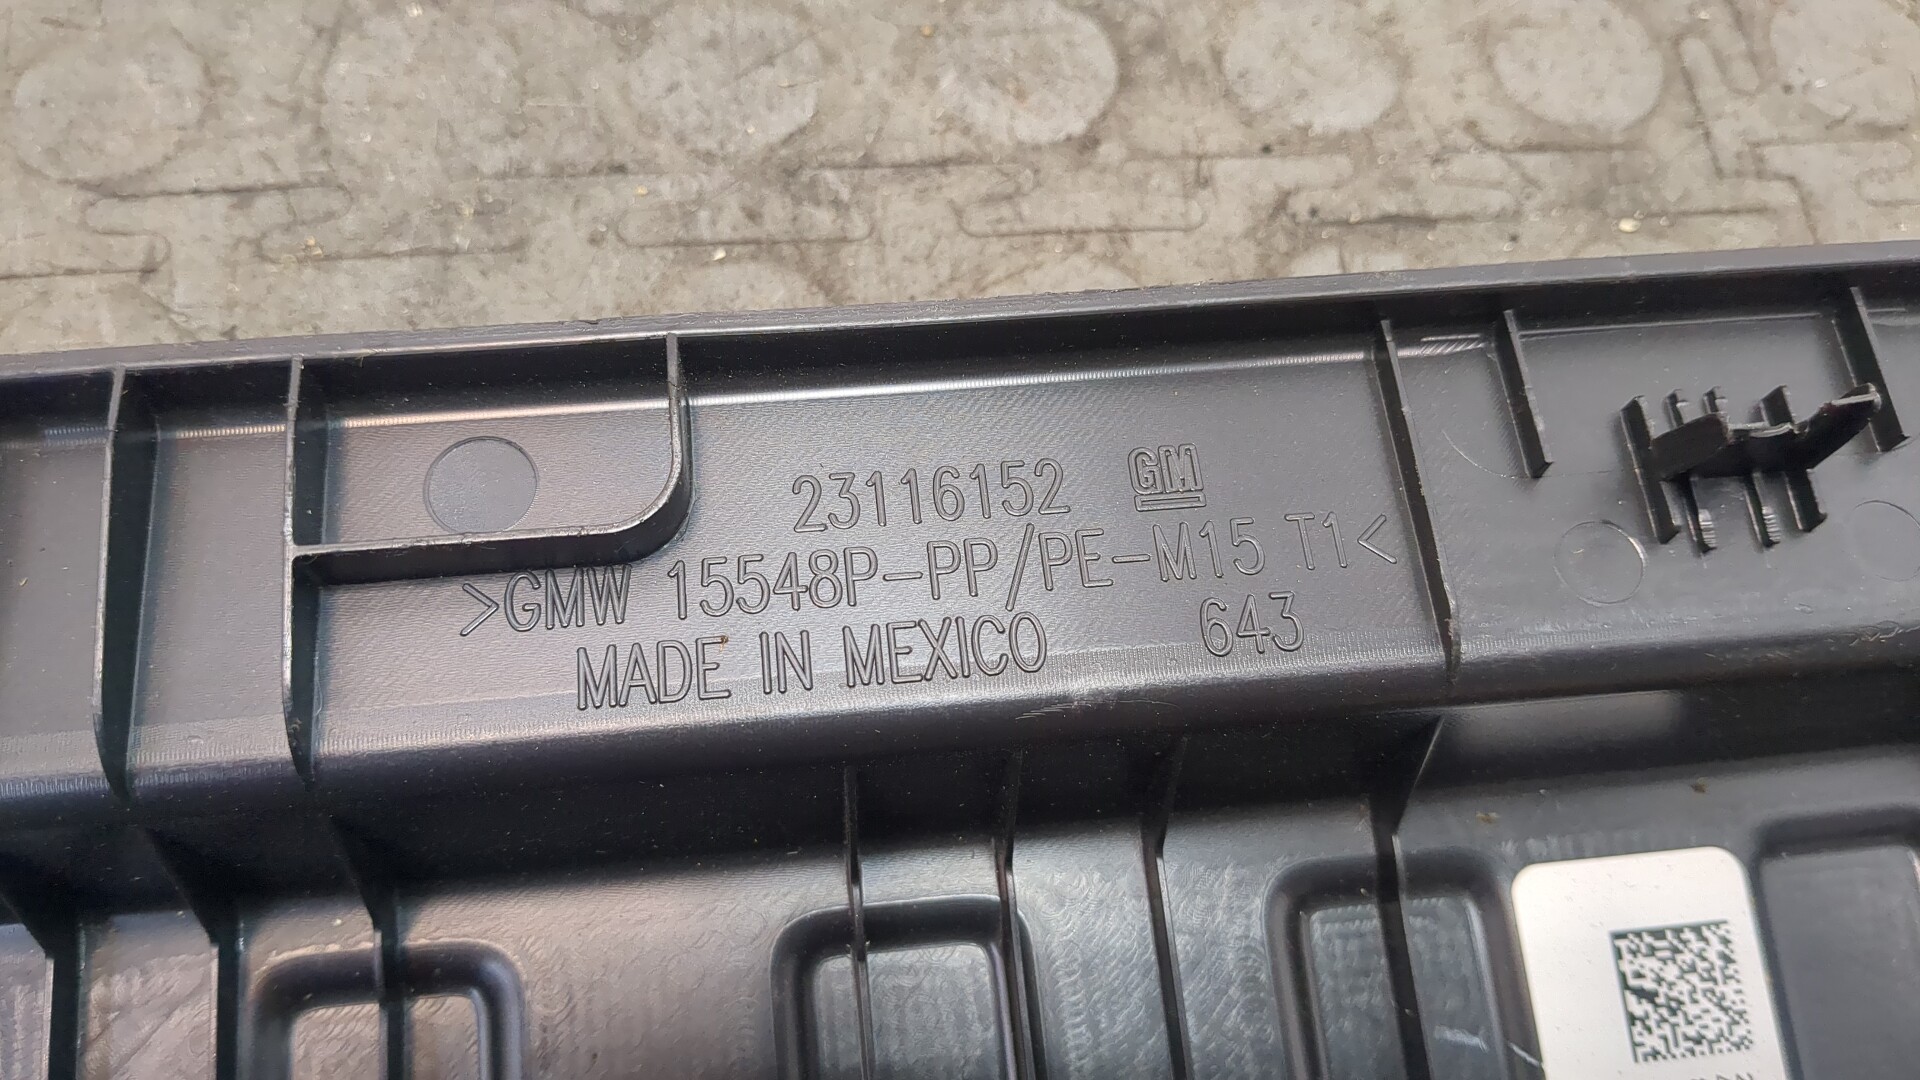 23116152 GM
>GMW 15548P-PP/PE-M15 T1<
MADE IN MEXICO 643